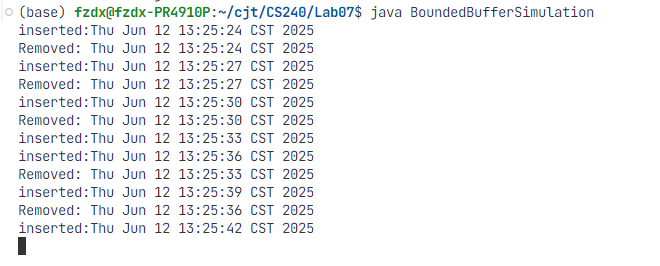 (base) fzdx@fzdx-PR4910P:~/cjt/CS240/Lab07$ java BoundedBufferSimulation
inserted:Thu Jun 12 13:25:24 CST 2025
Removed: Thu Jun 12 13:25:24 CST 2025
inserted:Thu Jun 12 13:25:27 CST 2025
Removed: Thu Jun 12 13:25:27 CST 2025
inserted:Thu Jun 12 13:25:30 CST 2025
Removed: Thu Jun 12 13:25:30 CST 2025
inserted:Thu Jun 12 13:25:33 CST 2025
inserted:Thu Jun 12 13:25:36 CST 2025
Removed: Thu Jun 12 13:25:33 CST 2025
inserted:Thu Jun 12 13:25:39 CST 2025
Removed: Thu Jun 12 13:25:36 CST 2025
inserted:Thu Jun 12 13:25:42 CST 2025